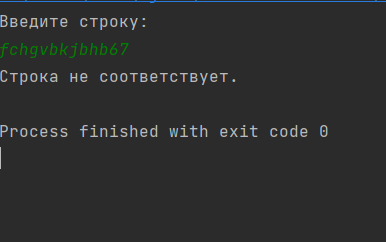 Введите строку:
fchgvbkjbhb67
Строка не соответствует.
Process finished with exit code 0